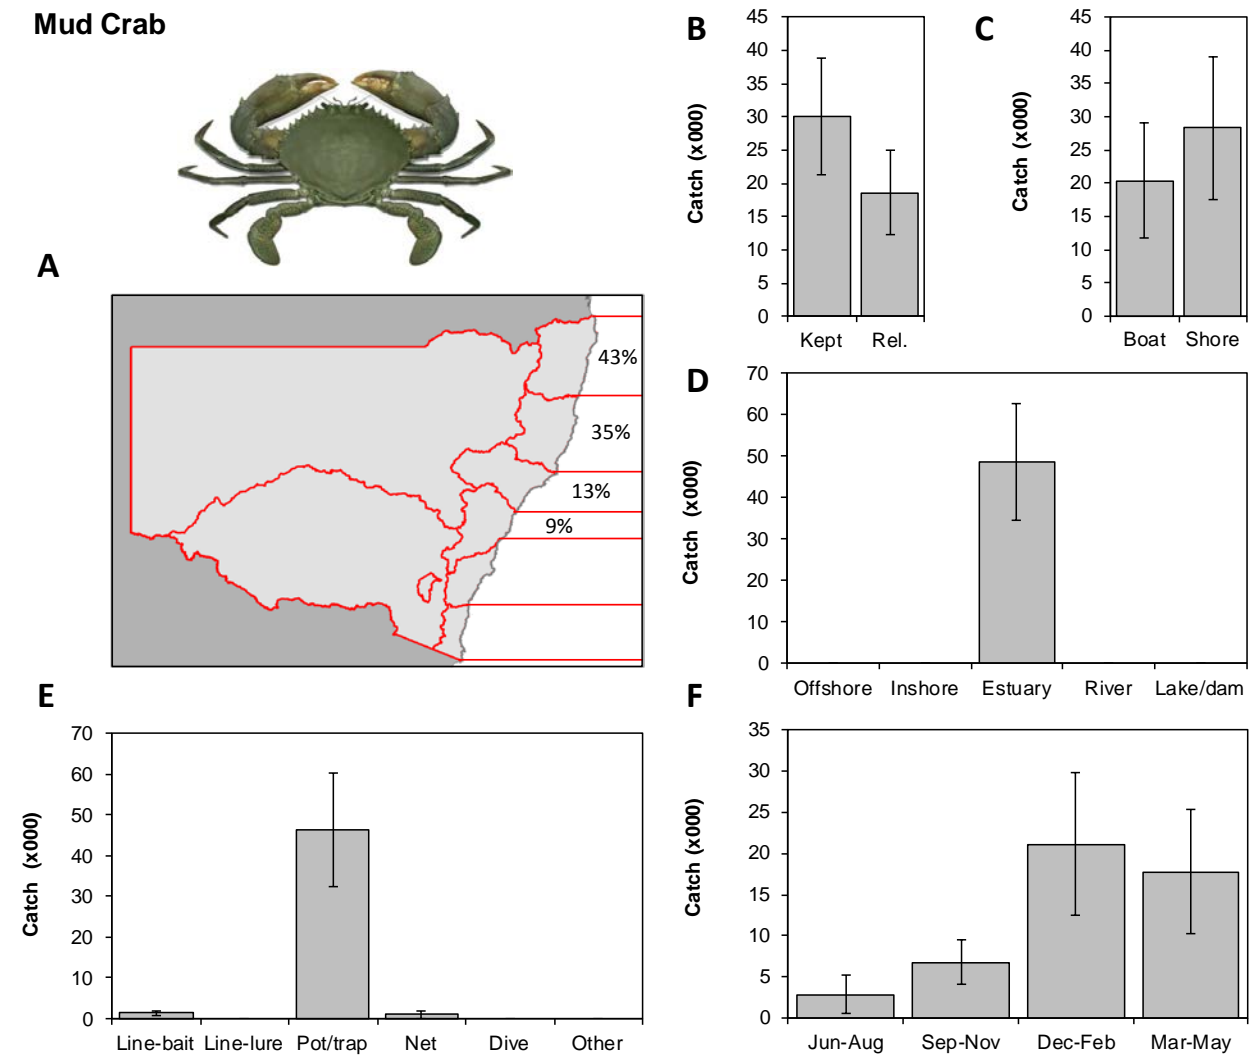 Mud Crab
A
43%
35%
13%
9%
B
Catch (x000)
45
40
35
30
25
20
15
10
5
0
Kept Rel.
C
Catch (x000)
45
40
35
30
25
20
15
10
5
0
Boat Shore
D
Catch (x000)
70
60
50
40
30
20
10
0
Offshore Inshore Estuary River Lake/dam
E
Catch (x000)
70
60
50
40
30
20
10
0
Line-bait Line-lure Pot/trap Net Dive Other
F
Catch (x000)
35
30
25
20
15
10
5
0
Jun-Aug Sep-Nov Dec-Feb Mar-May